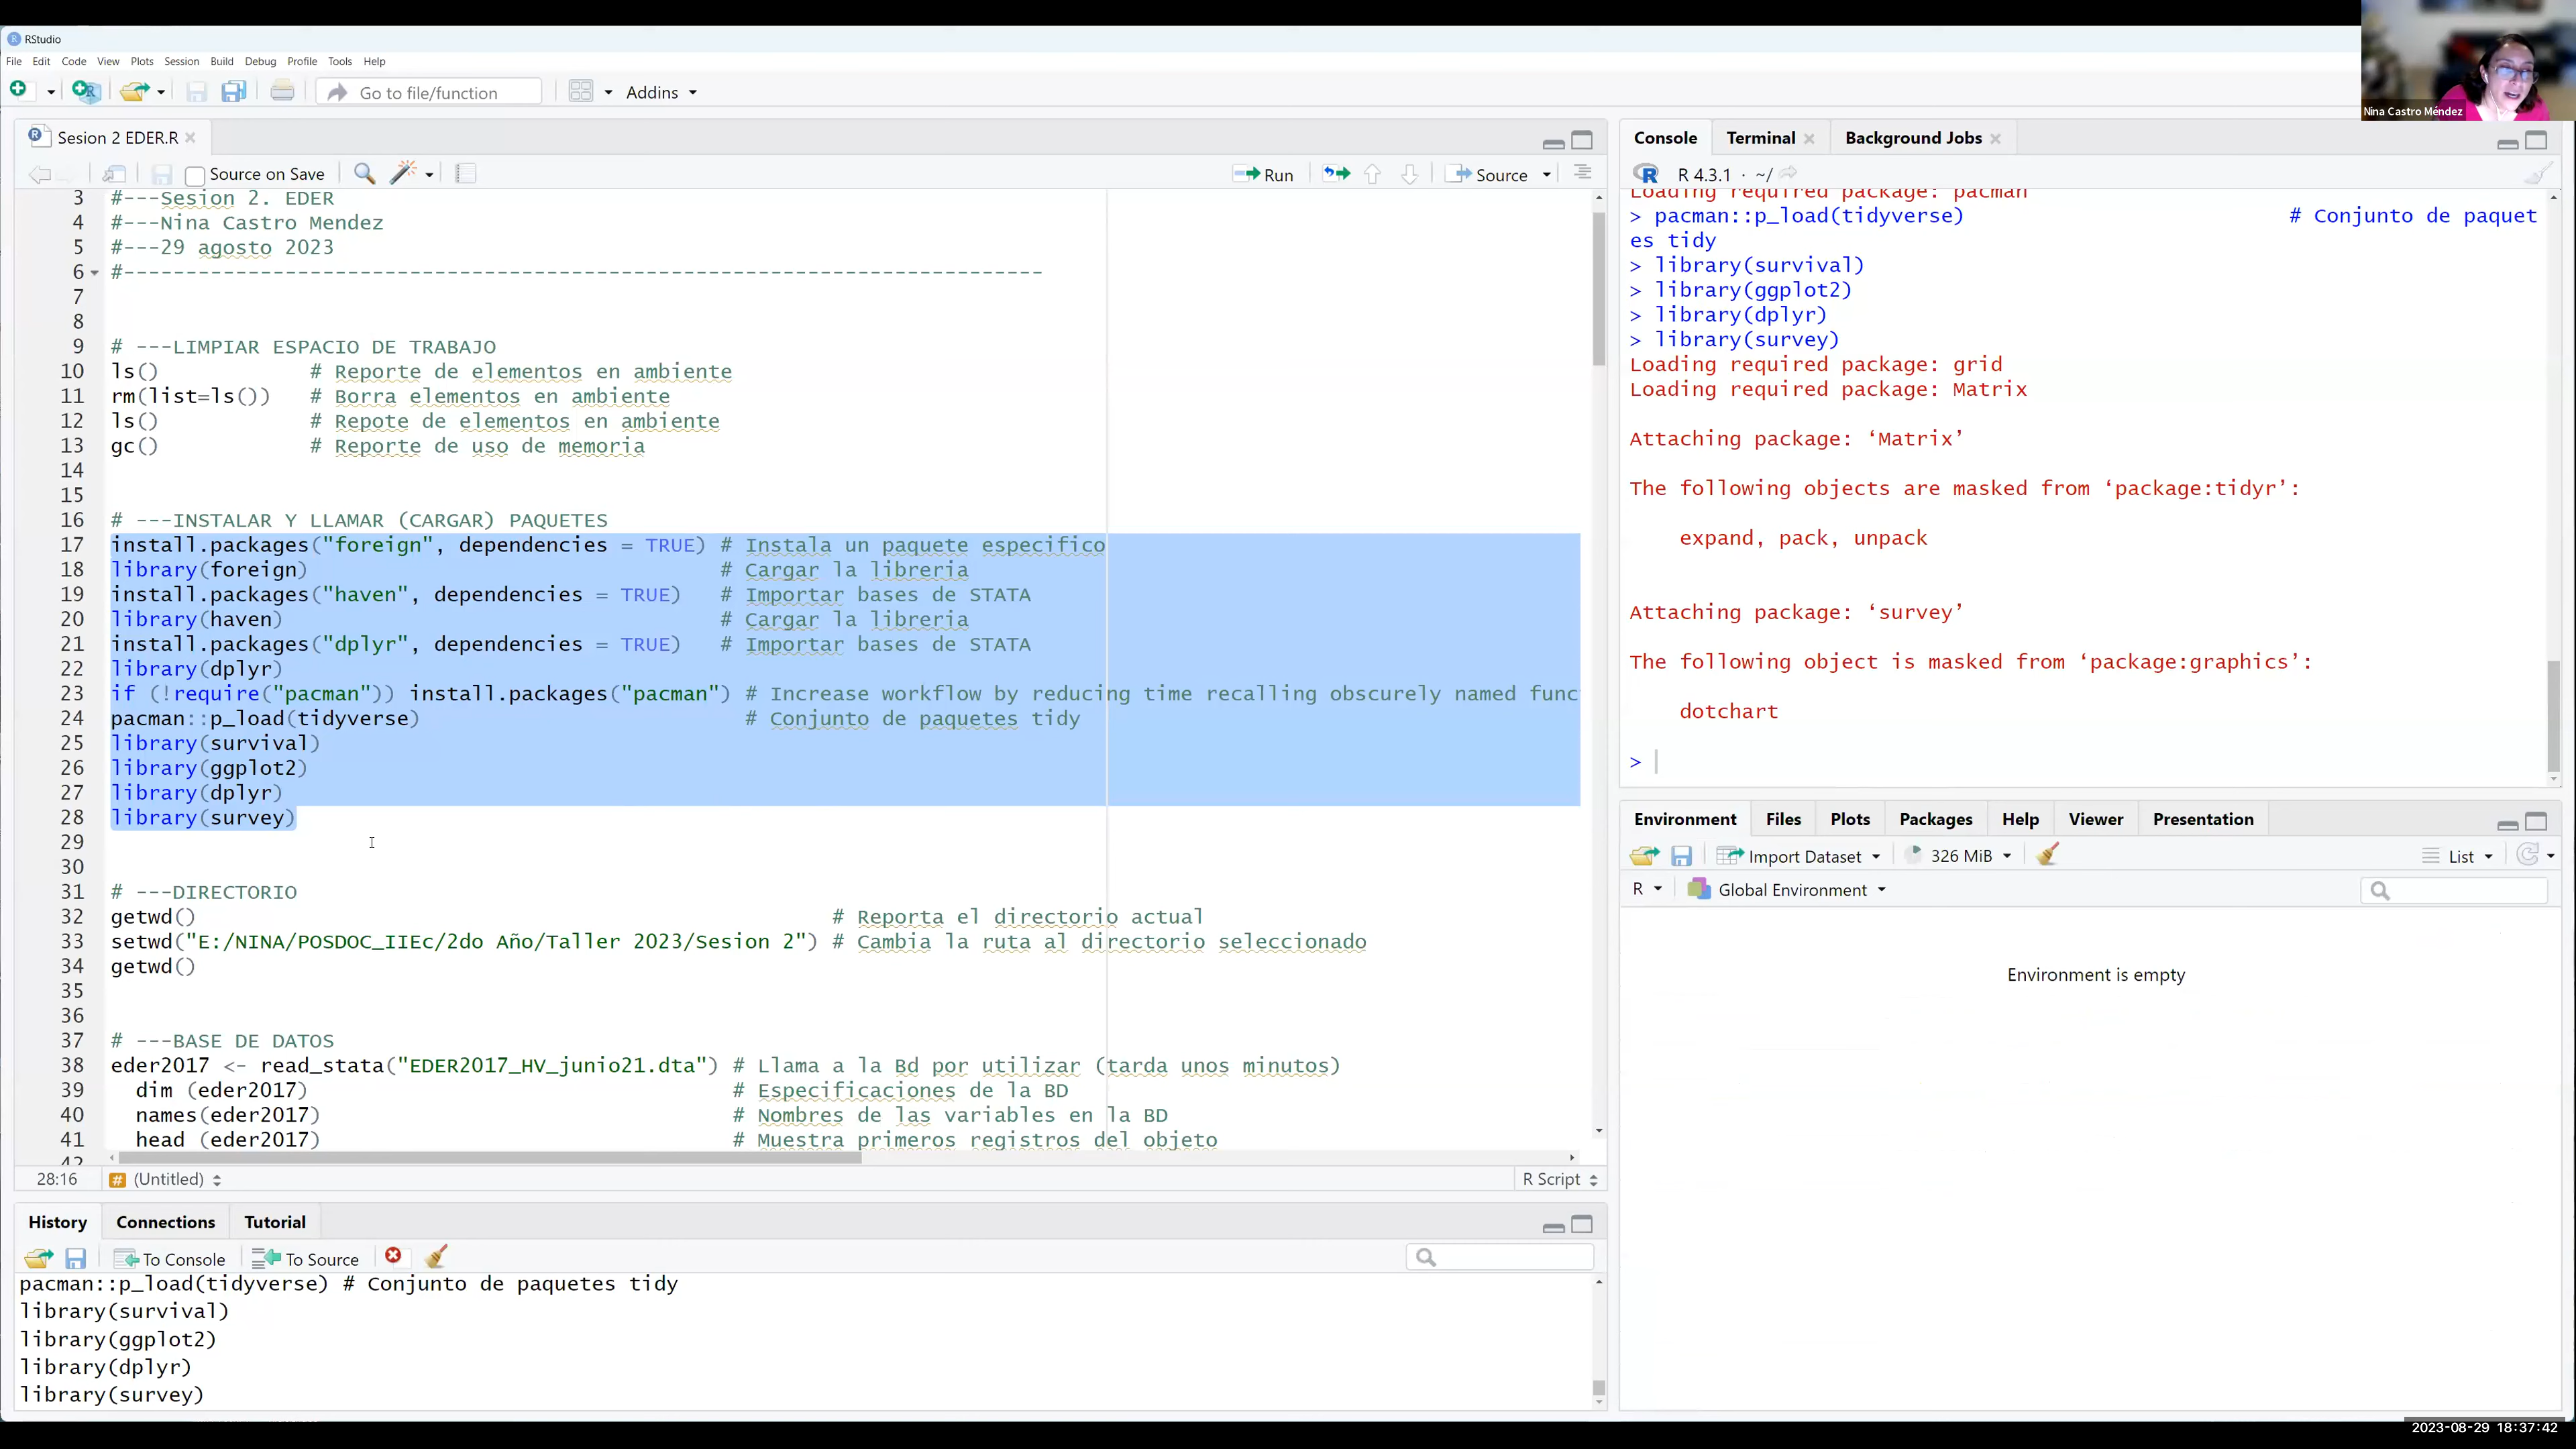 RStudio
File Edit Code View Plots Session Build Debug Profile Tools Help
Go to file/function Addins
Nina Castro Méndez
Sesion 2 EDER.R
Source on Save Run Source
3 #---Sesion 2. EDER
4 #---Nina Castro Mendez
5 #---29 agosto 2023
6 #--------------------------------------------------------------------------
7
8
9 # ---LIMPIAR ESPACIO DE TRABAJO
10 ls() # Reporte de elementos en ambiente
11 rm(list=ls()) # Borra elementos en ambiente
12 ls() # Repote de elementos en ambiente
13 gc() # Reporte de uso de memoria
14
15
16 # ---INSTALAR Y LLAMAR (CARGAR) PAQUETES
17 install.packages("foreign", dependencies = TRUE) # Instala un paquete especifico
18 library(foreign) # Cargar la libreria
19 install.packages("haven", dependencies = TRUE) # Importar bases de STATA
20 library(haven) # Cargar la libreria
21 install.packages("dplyr", dependencies = TRUE) # Importar bases de STATA
22 library(dplyr)
23 if (!require("pacman")) install.packages("pacman") # Increase workflow by reducing time recalling obscurely named func
24 pacman::p_load(tidyverse) # Conjunto de paquetes tidy
25 library(survival)
26 library(ggplot2)
27 library(dplyr)
28 library(survey)
29
30
31 # ---DIRECTORIO
32 getwd() # Reporta el directorio actual
33 setwd("E:/NINA/POSDOC_IIEc/2do Año/Taller 2023/Sesion 2") # Cambia la ruta al directorio seleccionado
34 getwd()
35
36
37 # ---BASE DE DATOS
38 eder2017 <- read_stata("EDER2017_HV_junio21.dta") # Llama a la Bd por utilizar (tarda unos minutos)
39 dim (eder2017) # Especificaciones de la BD
40 names(eder2017) # Nombres de las variables en la BD
41 head (eder2017) # Muestra primeros registros del objeto
42
28:16 # (Untitled) R Script
History Connections Tutorial
To Console To Source
pacman::p_load(tidyverse) # Conjunto de paquetes tidy
library(survival)
library(ggplot2)
library(dplyr)
library(survey)
Console Terminal Background Jobs
R 4.3.1 · ~/
Loading required package: pacman
> pacman::p_load(tidyverse) # Conjunto de paquet
es tidy
> library(survival)
> library(ggplot2)
> library(dplyr)
> library(survey)
Loading required package: grid
Loading required package: Matrix
Attaching package: ‘Matrix’
The following objects are masked from ‘package:tidyr’:
expand, pack, unpack
Attaching package: ‘survey’
The following object is masked from ‘package:graphics’:
dotchart
>
Environment Files Plots Packages Help Viewer Presentation
Import Dataset 326 MiB List
R Global Environment
Environment is empty
2023-08-29 18:37:42